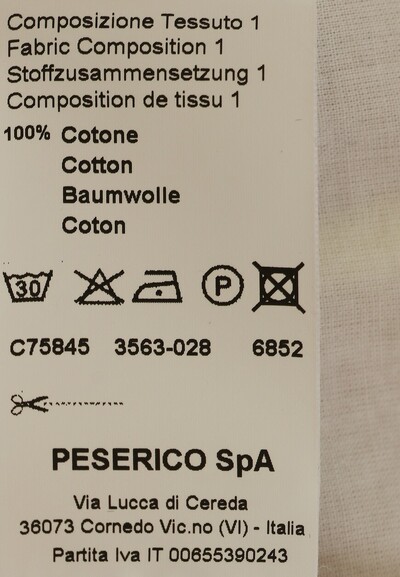 Composizione Tessuto 1
Fabric Composition 1
Stoffzusammensetzung 1
Composition de tissu 1
100% Cotone
Cotton
Baumwolle
Coton
30 P
C75845 3563-028 6852
PESERICO SpA
Via Lucca di Cereda
36073 Cornedo Vic.no (VI) - Italia
Partita Iva IT 00655390243